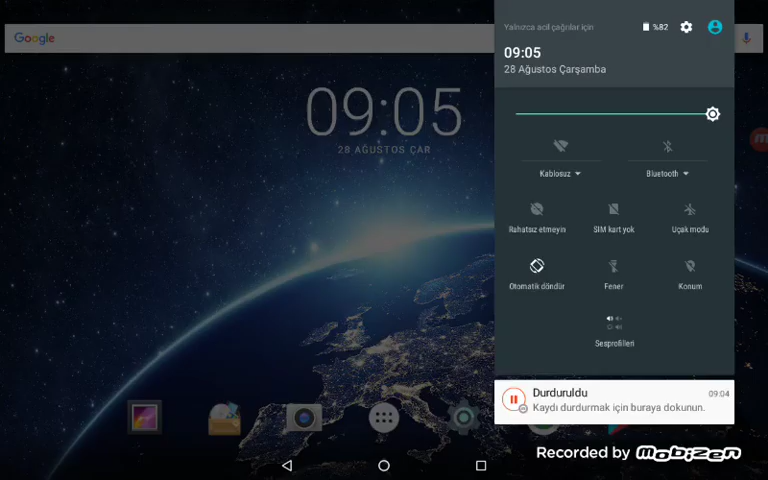 Google
Yalnızca acil çağrılar için
%82
09:05
28 Ağustos Çarşamba
09:05
28 AĞUSTOS ÇAR
Kablosuz
Bluetooth
Rahatsız etmeyin
SIM kart yok
Uçak modu
Otomatik döndür
Fener
Konum
Sesprofilleri
Durduruldu
09:04
Kaydı durdurmak için buraya dokunun.
Recorded by mobizen